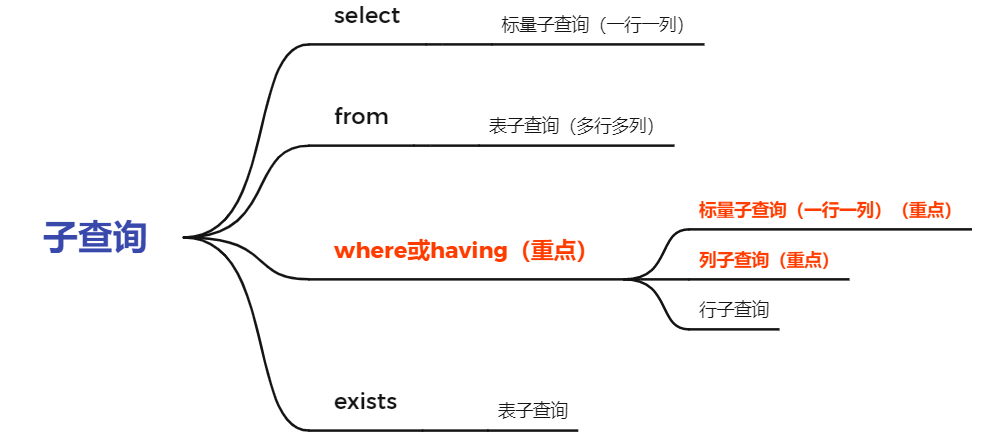 子查询
select
标量子查询（一行一列）
from
表子查询（多行多列）
where或having（重点）
标量子查询（一行一列）（重点）
列子查询（重点）
行子查询
exists
表子查询